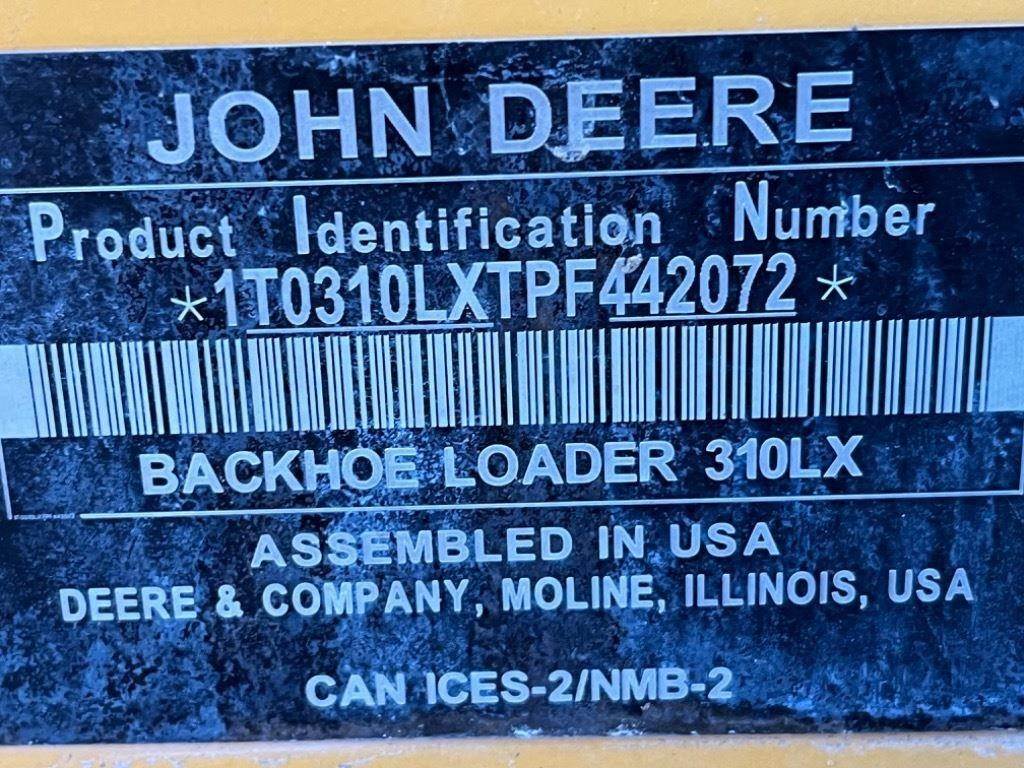 JOHN DEERE
Product Identification Number
*1T0310LXTPF442072*
BACKHOE LOADER 310LX
ASSEMBLED IN USA
DEERE & COMPANY, MOLINE, ILLINOIS, USA
CAN ICES-2/NMB-2